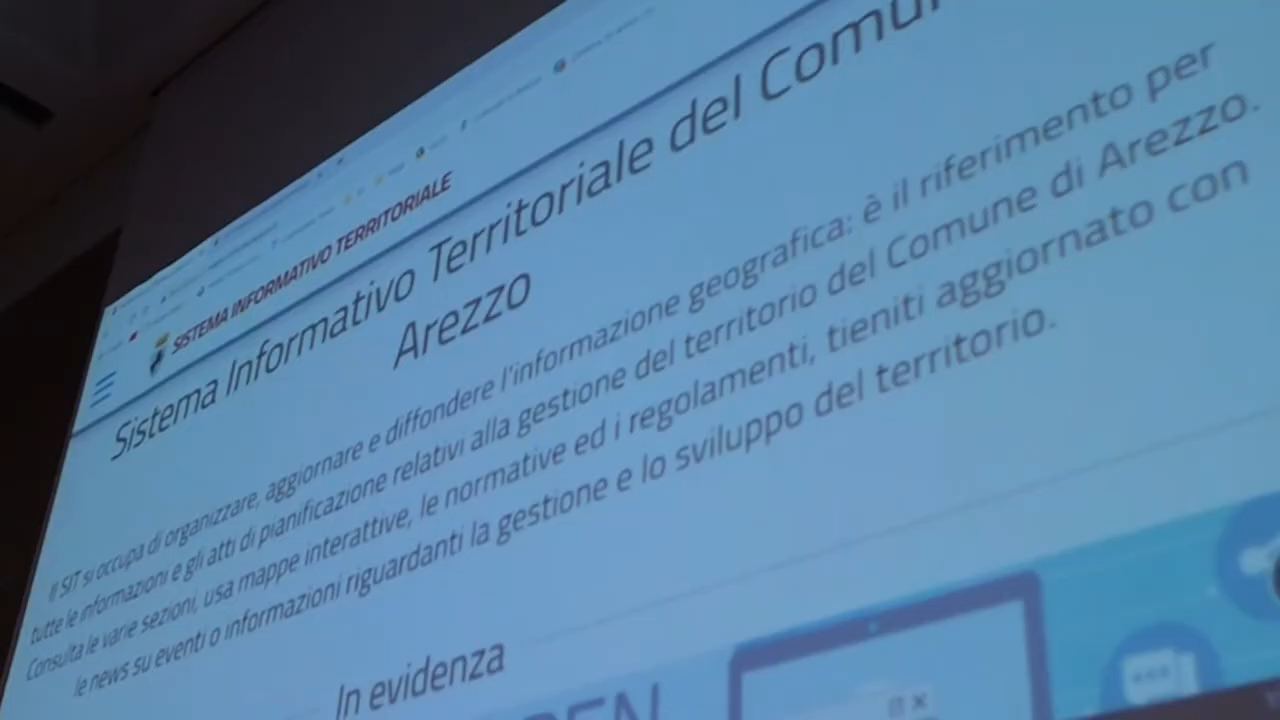 SISTEMA INFORMATIVO TERRITORIALE
Sistema Informativo Territoriale del Comun
Arezzo
Il SIT si occupa di organizzare, aggiornare e diffondere l'informazione geografica: è il riferimento per
tutte le informazioni e gli atti di pianificazione relativi alla gestione del territorio del Comune di Arezzo.
Consulta le varie sezioni, usa mappe interattive, le normative ed i regolamenti, tieniti aggiornato con
le news su eventi o informazioni riguardanti la gestione e lo sviluppo del territorio.
In evidenza